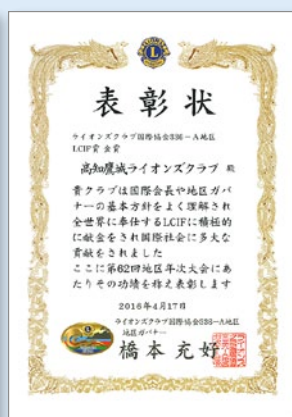 表彰状
ライオンズクラブ国際協会336-A地区
LCIF賞 金賞
高知鷹城ライオンズクラブ 殿
貴クラブは国際会長や地区ガバ
ナーの基本方針をよく理解され
全世界に奉仕するLCIFに積極的
に献金をされ国際社会に多大な
貢献をされました
ここに第62回地区年次大会にあ
たりその功績を称え表彰します
2016年4月17日
ライオンズクラブ国際協会336-A地区
地区ガバナー
橋本充好